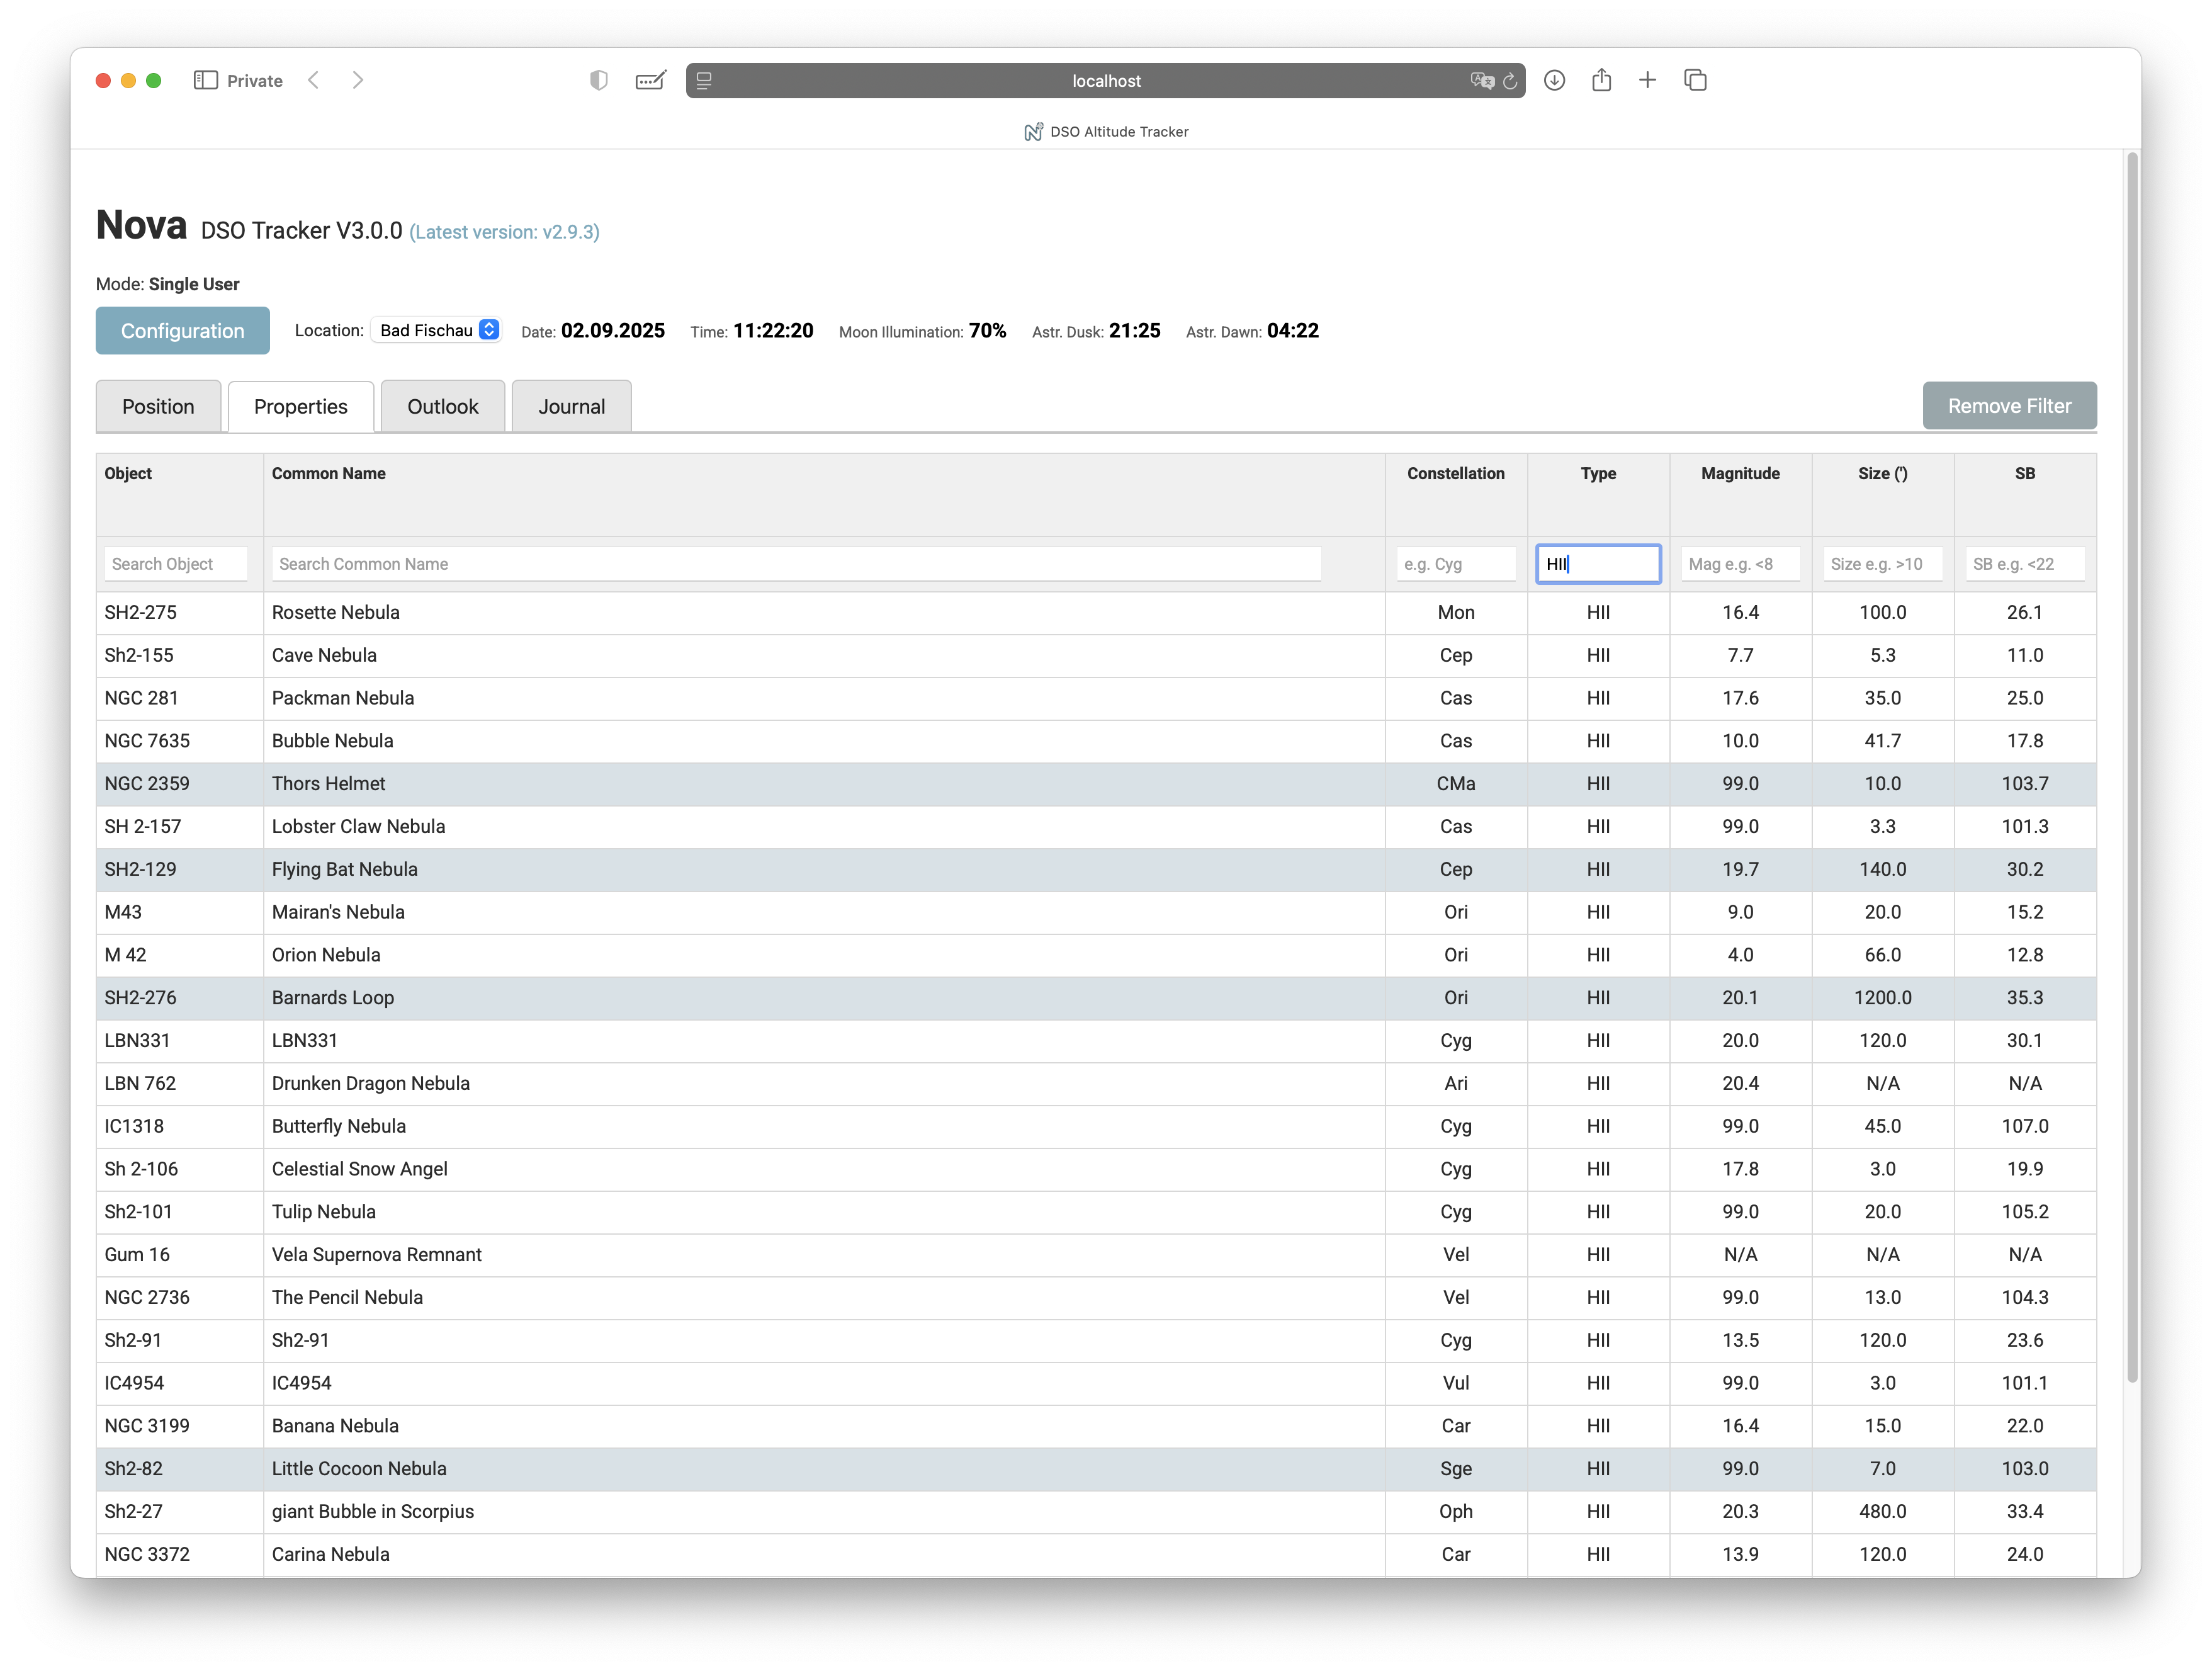 Private
localhost
DSO Altitude Tracker
Nova DSO Tracker V3.0.0 (Latest version: v2.9.3)
Mode: Single User
Configuration Location: Bad Fischau Date: 02.09.2025 Time: 11:22:20 Moon Illumination: 70% Astr. Dusk: 21:25 Astr. Dawn: 04:22
Position Properties Outlook Journal Remove Filter
Object Common Name Constellation Type Magnitude Size (') SB
Search Object Search Common Name e.g. Cyg HII Mag e.g. <8 Size e.g. >10 SB e.g. <22
SH2-275 Rosette Nebula Mon HII 16.4 100.0 26.1
Sh2-155 Cave Nebula Cep HII 7.7 5.3 11.0
NGC 281 Packman Nebula Cas HII 17.6 35.0 25.0
NGC 7635 Bubble Nebula Cas HII 10.0 41.7 17.8
NGC 2359 Thors Helmet CMa HII 99.0 10.0 103.7
SH 2-157 Lobster Claw Nebula Cas HII 99.0 3.3 101.3
SH2-129 Flying Bat Nebula Cep HII 19.7 140.0 30.2
M43 Mairan's Nebula Ori HII 9.0 20.0 15.2
M 42 Orion Nebula Ori HII 4.0 66.0 12.8
SH2-276 Barnards Loop Ori HII 20.1 1200.0 35.3
LBN331 LBN331 Cyg HII 20.0 120.0 30.1
LBN 762 Drunken Dragon Nebula Ari HII 20.4 N/A N/A
IC1318 Butterfly Nebula Cyg HII 99.0 45.0 107.0
Sh 2-106 Celestial Snow Angel Cyg HII 17.8 3.0 19.9
Sh2-101 Tulip Nebula Cyg HII 99.0 20.0 105.2
Gum 16 Vela Supernova Remnant Vel HII N/A N/A N/A
NGC 2736 The Pencil Nebula Vel HII 99.0 13.0 104.3
Sh2-91 Sh2-91 Cyg HII 13.5 120.0 23.6
IC4954 IC4954 Vul HII 99.0 3.0 101.1
NGC 3199 Banana Nebula Car HII 16.4 15.0 22.0
Sh2-82 Little Cocoon Nebula Sge HII 99.0 7.0 103.0
Sh2-27 giant Bubble in Scorpius Oph HII 20.3 480.0 33.4
NGC 3372 Carina Nebula Car HII 13.9 120.0 24.0